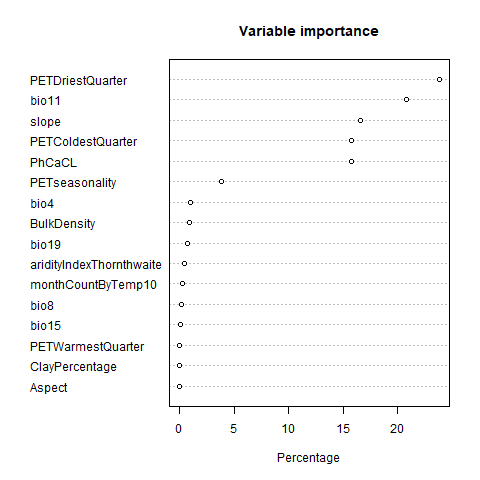 Variable importance
PETDriestQuarter
bio11
slope
PETColdestQuarter
PhCaCL
PETseasonality
bio4
BulkDensity
bio19
aridityIndexThornthwaite
monthCountByTemp10
bio8
bio15
PETWarmestQuarter
ClayPercentage
Aspect
0 5 10 15 20
Percentage